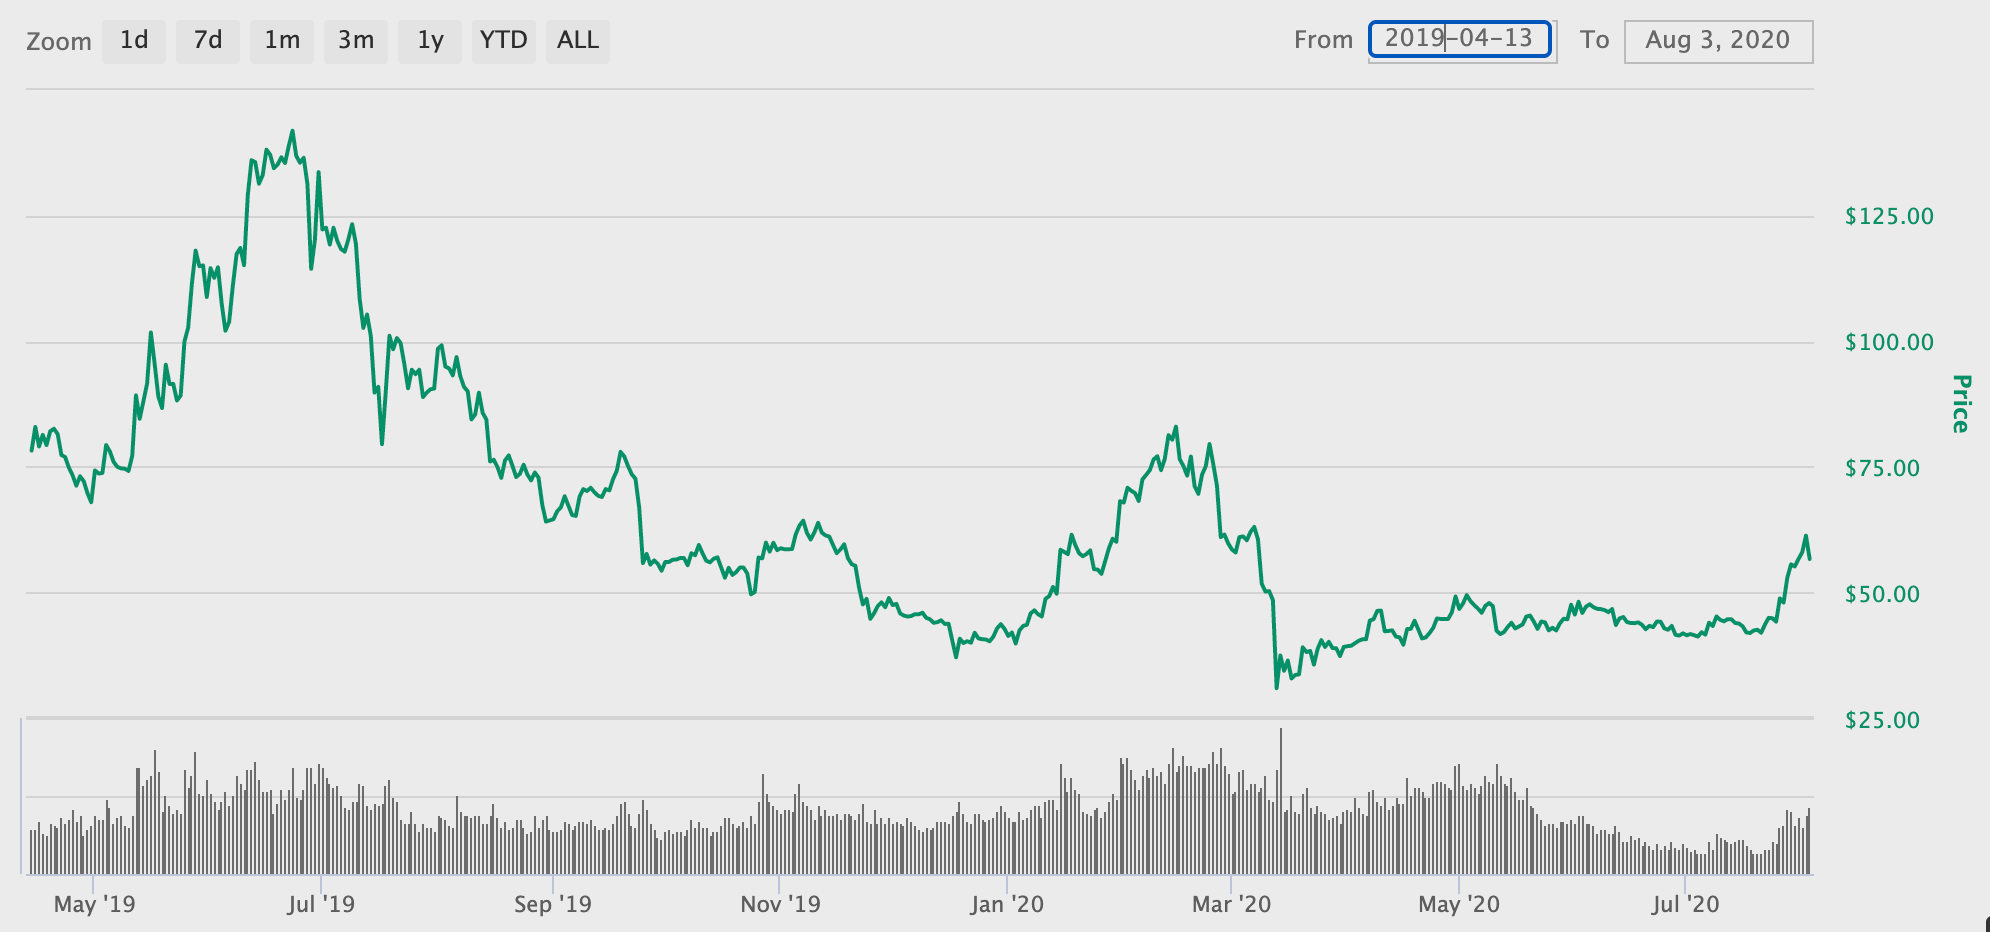 Zoom 1d 7d 1m 3m 1y YTD ALL From 2019-04-13 To Aug 3, 2020
$125.00
$100.00
Price
$75.00
$50.00
$25.00
May '19 Jul '19 Sep '19 Nov '19 Jan '20 Mar '20 May '20 Jul '20